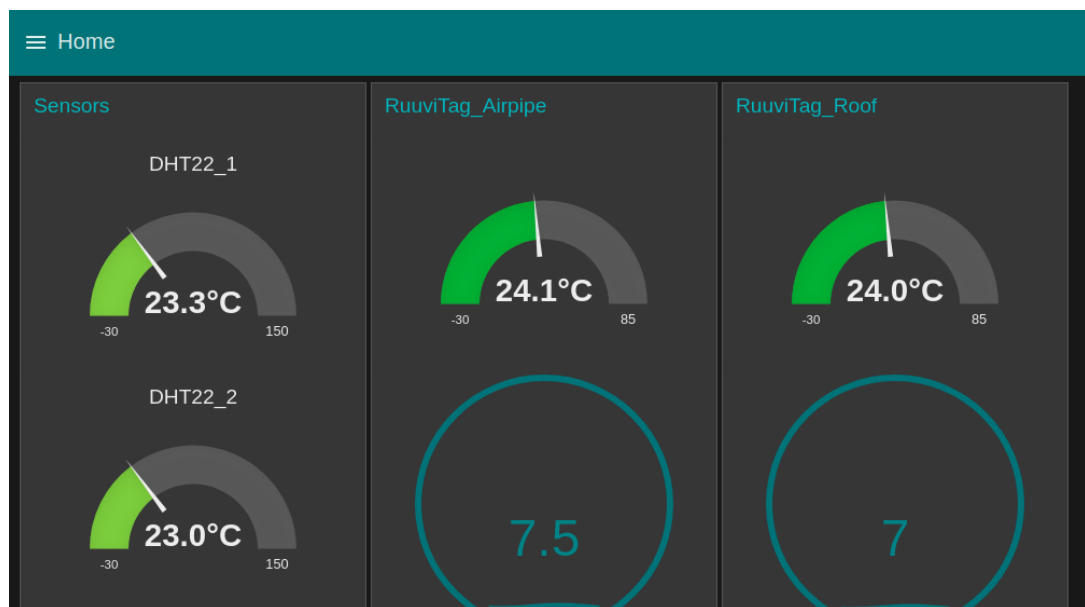 Home
Sensors
DHT22_1
23.3°C
-30 150
DHT22_2
23.0°C
-30 150
RuuviTag_Airpipe
24.1°C
-30 85
7.5
RuuviTag_Roof
24.0°C
-30 85
7